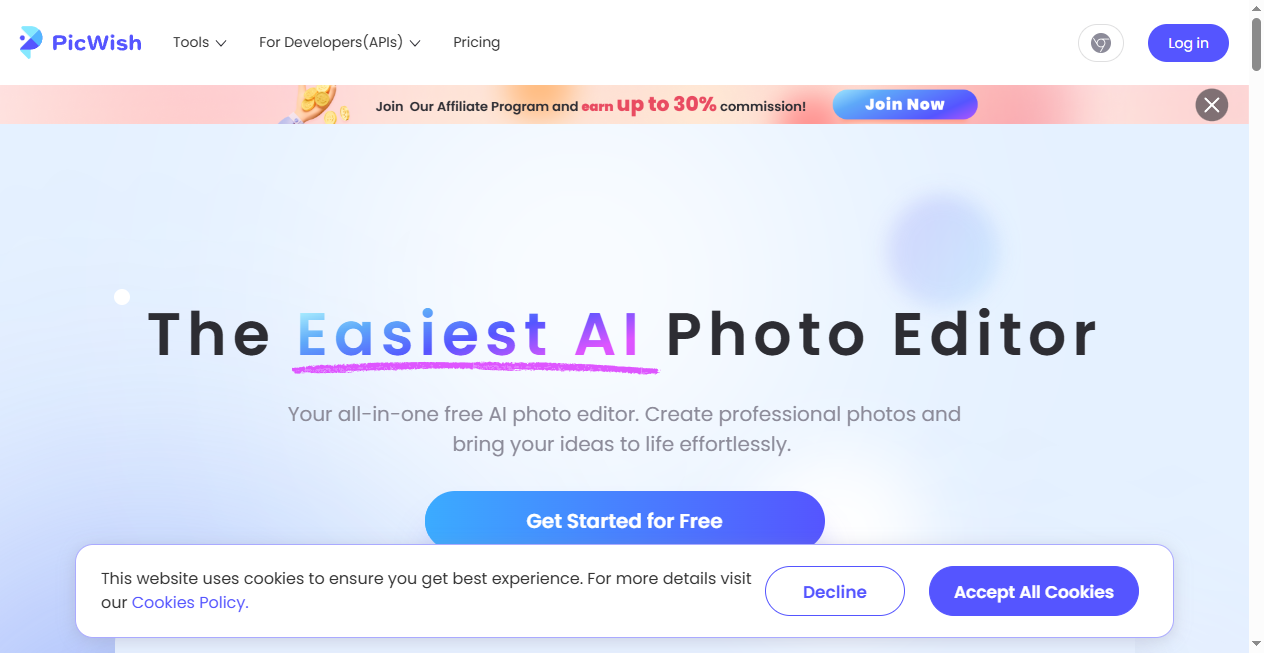 PicWish
Tools
For Developers(APIs)
Pricing
Log in
Join Our Affiliate Program and earn up to 30% commission!
Join Now
The Easiest AI Photo Editor
Your all-in-one free AI photo editor. Create professional photos and
bring your ideas to life effortlessly.
Get Started for Free
This website uses cookies to ensure you get best experience. For more details visit
our Cookies Policy.
Decline
Accept All Cookies